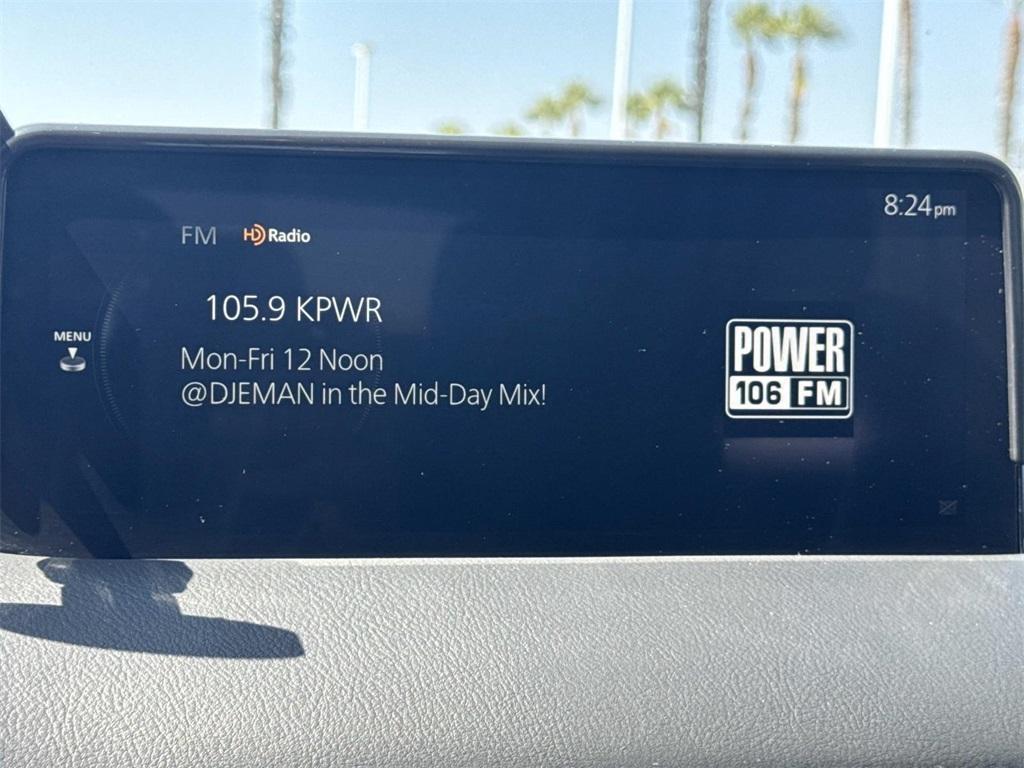 8:24pm
FM HD Radio
105.9 KPWR
MENU
Mon-Fri 12 Noon
@DJEMAN in the Mid-Day Mix!
POWER
106 FM